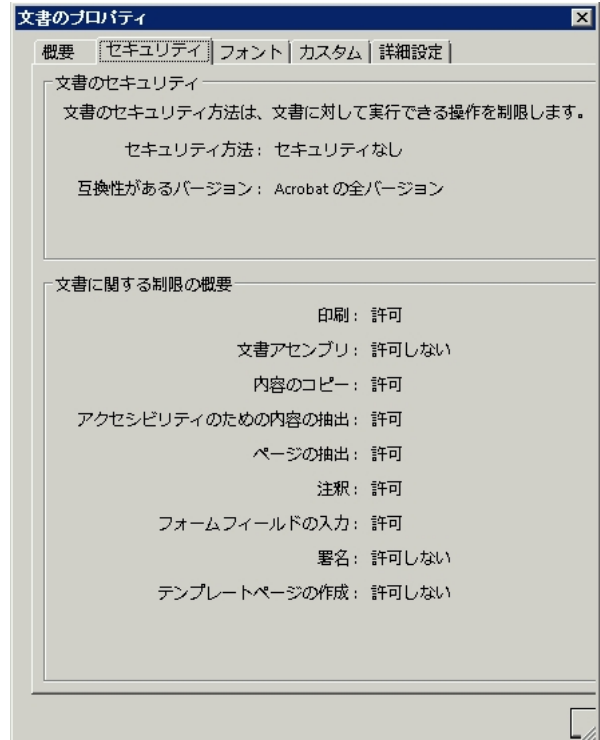 文書のプロパティ
概要 セキュリティ フォント カスタム 詳細設定
文書のセキュリティ
文書のセキュリティ方法は、文書に対して実行できる操作を制限します。
セキュリティ方法: セキュリティなし
互換性があるバージョン: Acrobat の全バージョン
文書に関する制限の概要
印刷: 許可
文書アセンブリ: 許可しない
内容のコピー: 許可
アクセシビリティのための内容の抽出: 許可
ページの抽出: 許可
注釈: 許可
フォームフィールドの入力: 許可
署名: 許可しない
テンプレートページの作成: 許可しない